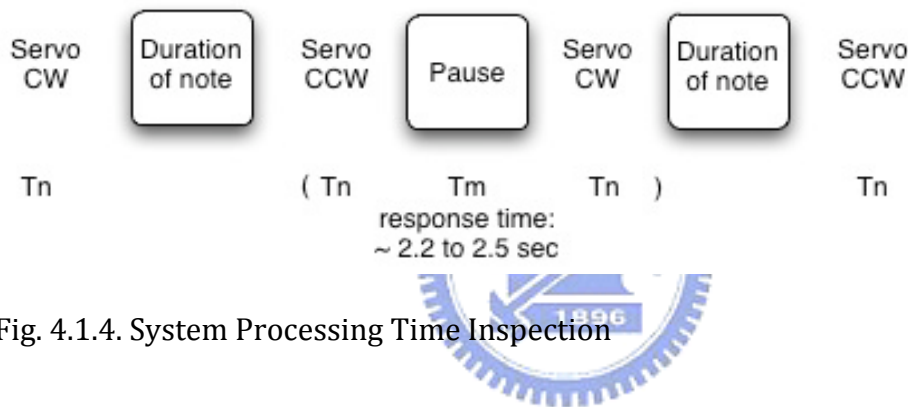 Servo CW
Duration of note
Servo CCW
Pause
Servo CW
Duration of note
Servo CCW
Tn
( Tn Tm Tn )
Tn
response time:
~ 2.2 to 2.5 sec
1896
Fig. 4.1.4. System Processing Time Inspection